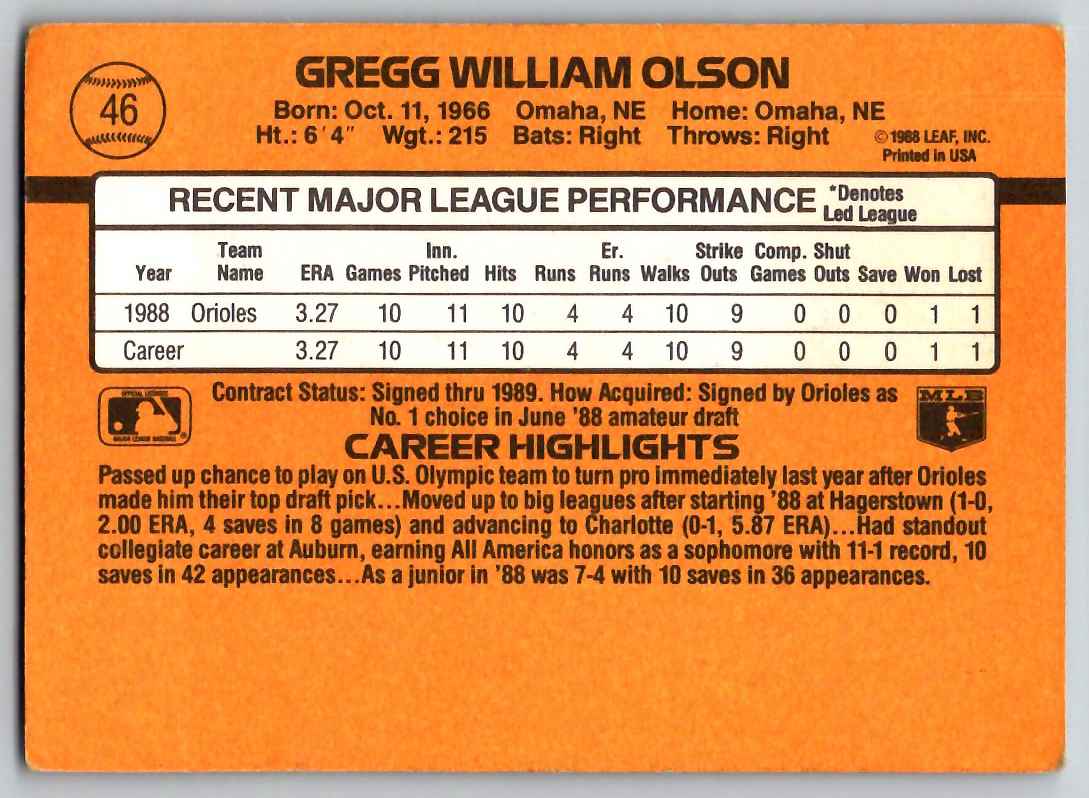 46
GREGG WILLIAM OLSON
Born: Oct. 11, 1966 Omaha, NE Home: Omaha, NE
Ht.: 6'4" Wgt.: 215 Bats: Right Throws: Right
©1988 LEAF, INC.
Printed in USA
RECENT MAJOR LEAGUE PERFORMANCE *Denotes Led League
Year Team Name ERA Games Inn. Pitched Hits Runs Er. Runs Walks Strike Outs Comp. Games Shut Outs Save Won Lost
1988 Orioles 3.27 10 11 10 4 4 10 9 0 0 0 1 1
Career 3.27 10 11 10 4 4 10 9 0 0 0 1 1
OFFICIAL LICENSEE
MAJOR LEAGUE BASEBALL
®
Contract Status: Signed thru 1989. How Acquired: Signed by Orioles as
No. 1 choice in June '88 amateur draft
MLB
CAREER HIGHLIGHTS
Passed up chance to play on U.S. Olympic team to turn pro immediately last year after Orioles
made him their top draft pick...Moved up to big leagues after starting '88 at Hagerstown (1-0,
2.00 ERA, 4 saves in 8 games) and advancing to Charlotte (0-1, 5.87 ERA)...Had standout
collegiate career at Auburn, earning All America honors as a sophomore with 11-1 record, 10
saves in 42 appearances...As a junior in '88 was 7-4 with 10 saves in 36 appearances.